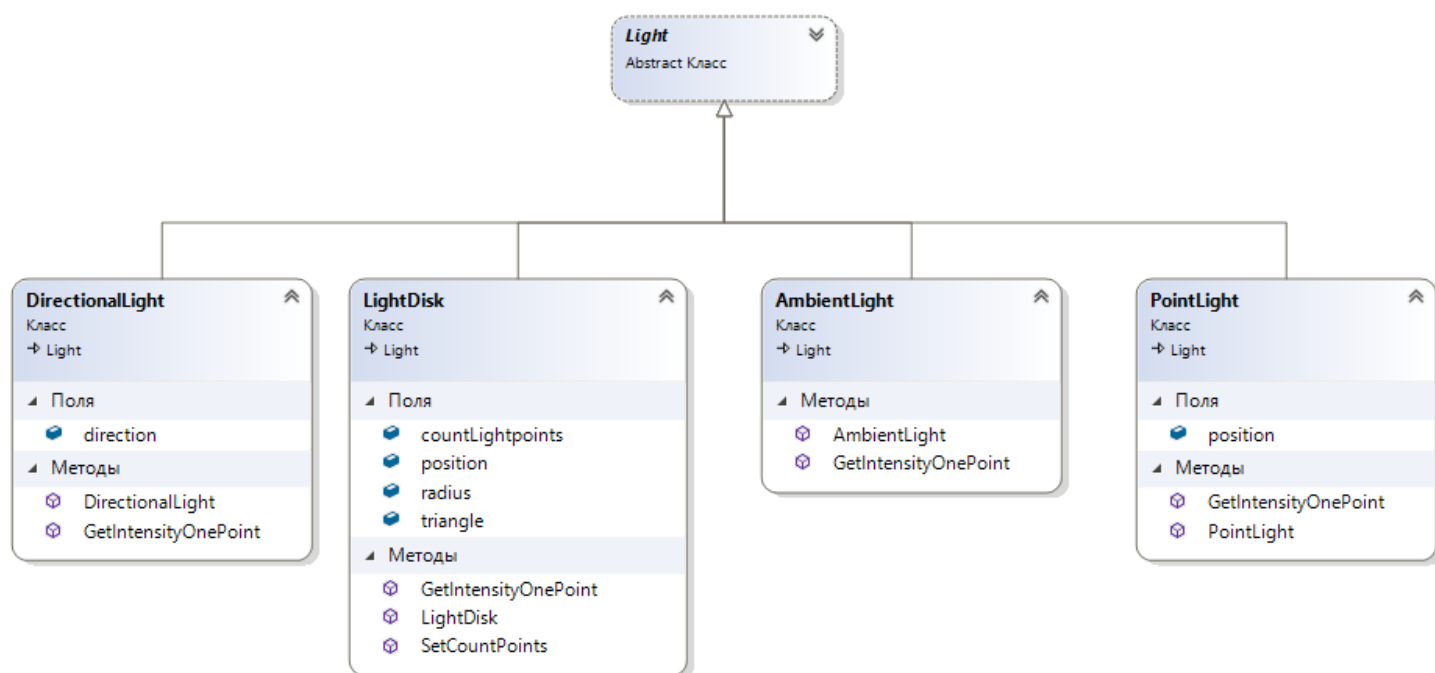 Light
Abstract Класс
DirectionalLight
Класс
Light
Поля
direction
Методы
DirectionalLight
GetIntensityOnePoint
LightDisk
Класс
Light
Поля
countLightpoints
position
radius
triangle
Методы
GetIntensityOnePoint
LightDisk
SetCountPoints
AmbientLight
Класс
Light
Методы
AmbientLight
GetIntensityOnePoint
PointLight
Класс
Light
Поля
position
Методы
GetIntensityOnePoint
PointLight